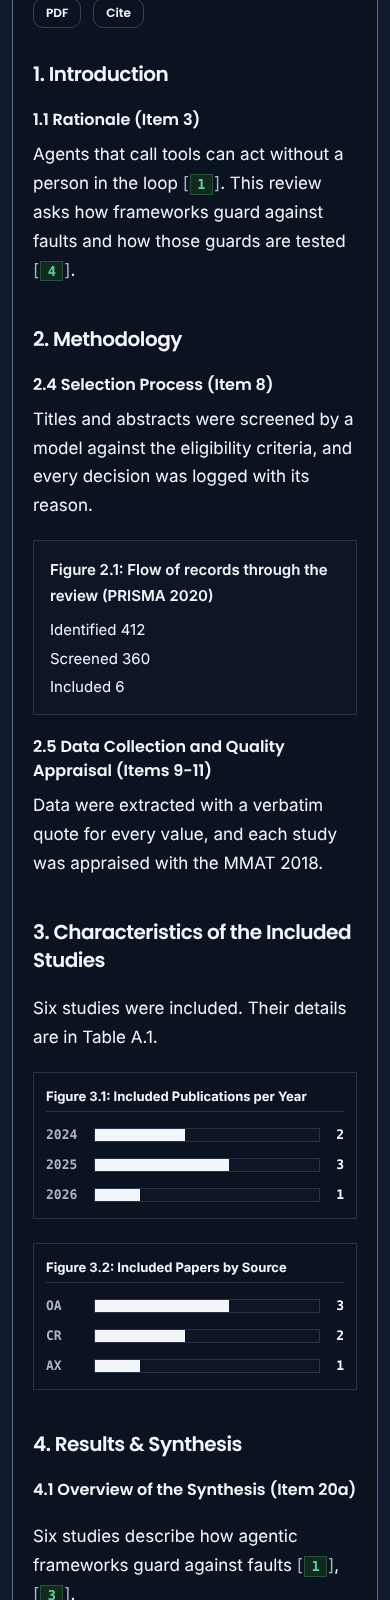 PDF Cite
1. Introduction
1.1 Rationale (Item 3)
Agents that call tools can act without a
person in the loop [1]. This review
asks how frameworks guard against
faults and how those guards are tested
[4].
2. Methodology
2.4 Selection Process (Item 8)
Titles and abstracts were screened by a
model against the eligibility criteria, and
every decision was logged with its
reason.
Figure 2.1: Flow of records through the
review (PRISMA 2020)
Identified 412
Screened 360
Included 6
2.5 Data Collection and Quality
Appraisal (Items 9-11)
Data were extracted with a verbatim
quote for every value, and each study
was appraised with the MMAT 2018.
3. Characteristics of the Included
Studies
Six studies were included. Their details
are in Table A.1.
Figure 3.1: Included Publications per Year
2024 2
2025 3
2026 1
Figure 3.2: Included Papers by Source
OA 3
CR 2
AX 1
4. Results & Synthesis
4.1 Overview of the Synthesis (Item 20a)
Six studies describe how agentic
frameworks guard against faults [1],
[3].